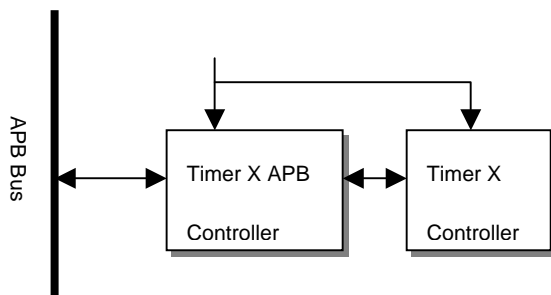 APB Bus
Timer X APB
Controller
Timer X
Controller